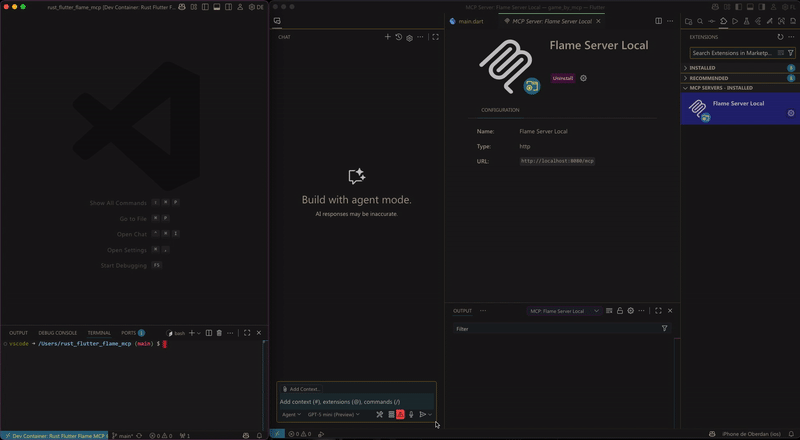 rust_flutter_flame_mcp [Dev Container: Rust Flutter F
DE
Show All Commands
Go to File
Open Chat
Open Settings
Start Debugging F5
OUTPUT DEBUG CONSOLE TERMINAL PORTS 1
bash
vscode → /Users/rust_flutter_flame_mcp (main) $
Dev Container: Rust Flutter Flame MCP
main*
0 0
1
CHAT
Build with agent mode.
AI responses may be inaccurate.
Add Context...
Add context (#), extensions (@), commands (/)
Agent
GPT-5 mini (Preview)
0 0
MCP Server: Flame Server Local — game_by_mcp — Flutter
main.dart
MCP Server: Flame Server Local
Flame Server Local
Uninstall
CONFIGURATION
Name: Flame Server Local
Type: http
URL: http://localhost:8080/mcp
OUTPUT
MCP: Flame Server Local
Filter
EXTENSIONS
Search Extensions in Marketp...
INSTALLED
RECOMMENDED
MCP SERVERS - INSTALLED
Flame Server Local
iPhone de Oberdan (ios)